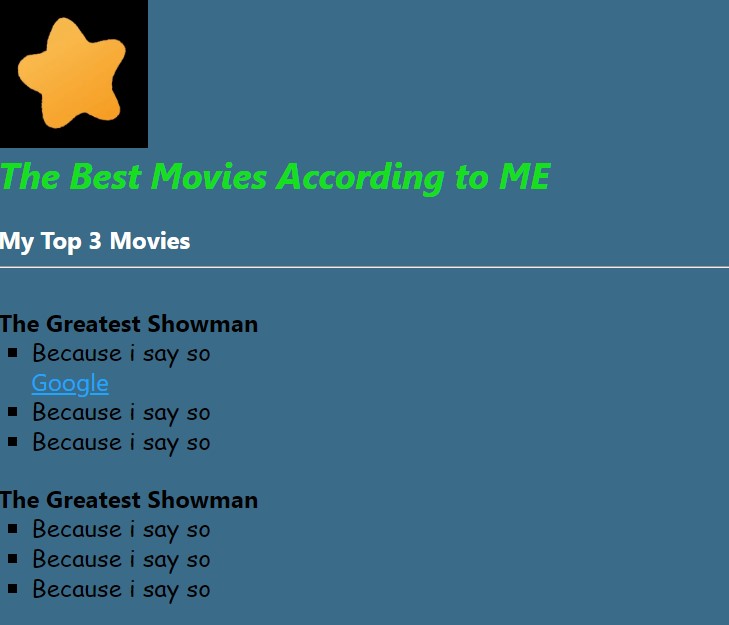 The Best Movies According to ME
My Top 3 Movies
The Greatest Showman
Because i say so
Google
Because i say so
Because i say so
The Greatest Showman
Because i say so
Because i say so
Because i say so